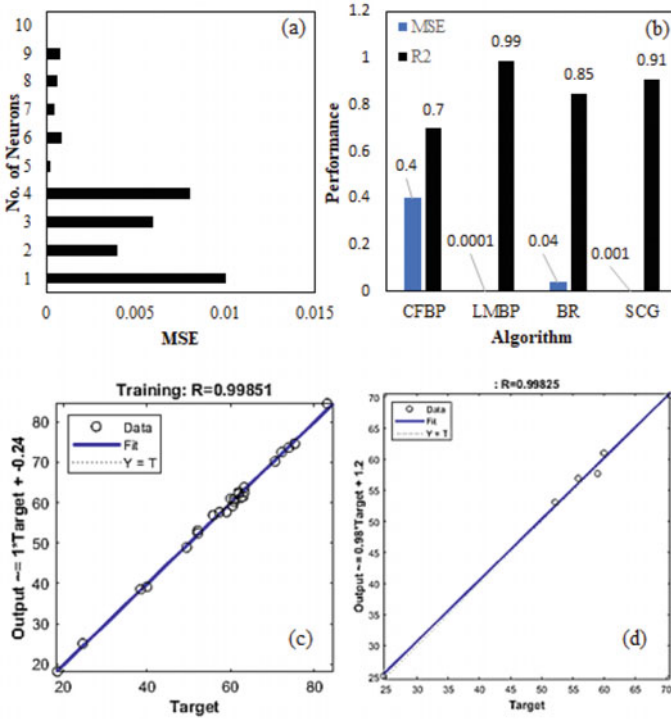 (a)
No. of Neurons
10
9
8
7
6
5
4
3
2
1
0 0.005 0.01 0.015
MSE
(b)
MSE
R2
Performance
1.2
1
0.8
0.6
0.4
0.2
0
0.4
0.7
0.0001
0.99
0.04
0.85
0.001
0.91
CFBP LMBP BR SCG
Algorithm
Training: R=0.99851
Data
Fit
Y = T
Output ~= 1*Target + -0.24
80
70
60
50
40
30
20
20 40 60 80
Target
(c)
: R=0.99825
Data
Fit
Y = T
Output ~= 0.98*Target + 1.2
70
65
60
55
50
45
40
35
30
25
25 30 35 40 45 50 55 60 65 70
Target
(d)